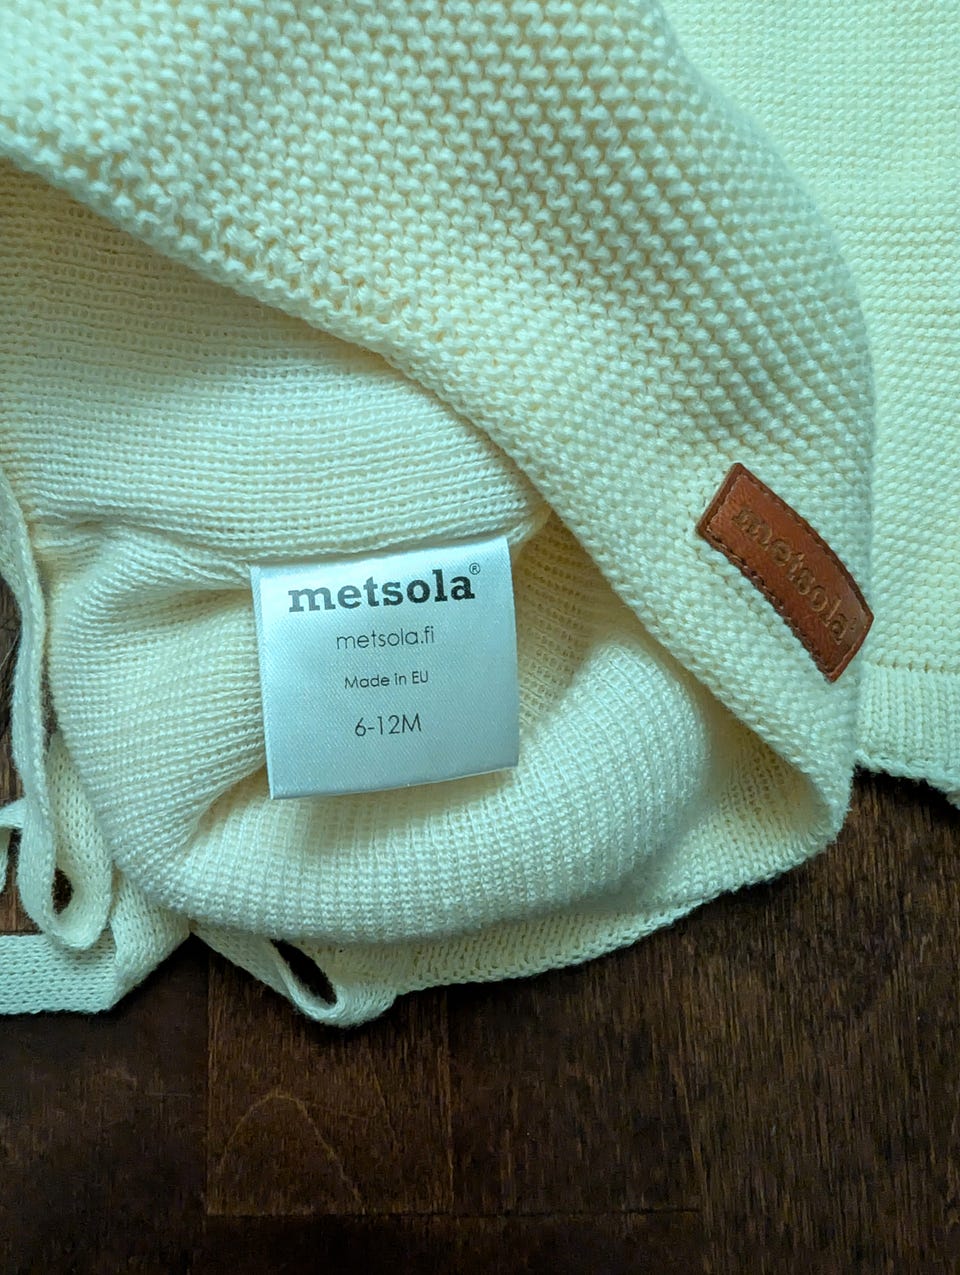 metsola®
metsola.fi
Made in EU
6-12M
metsola